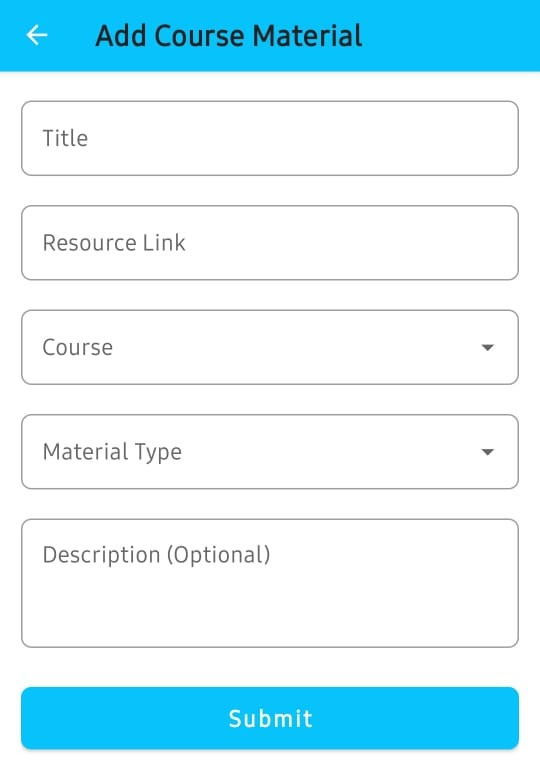 Add Course Material
Title
Resource Link
Course
Material Type
Description (Optional)
Submit